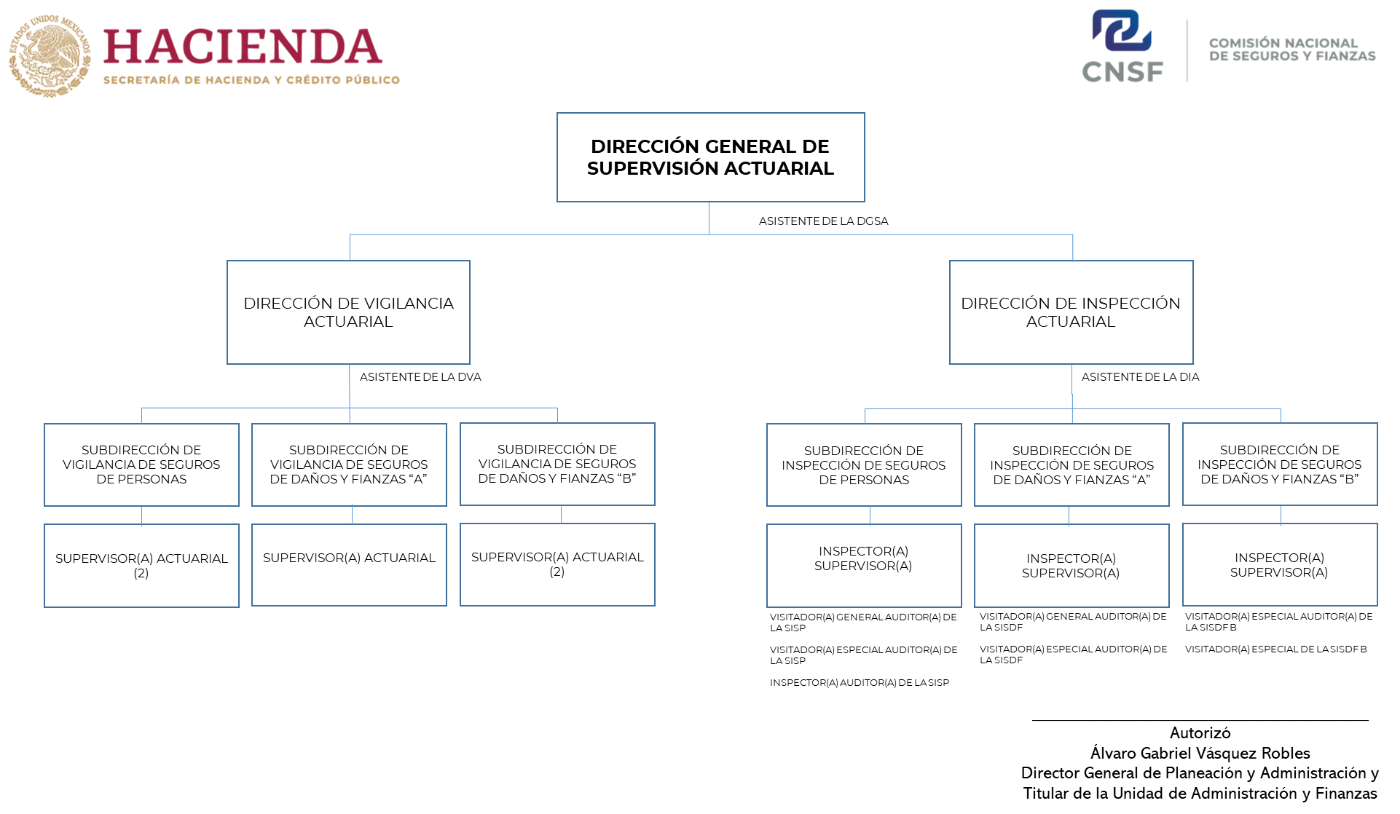 ESTADOS UNIDOS MEXICANOS
HACIENDA
SECRETARÍA DE HACIENDA Y CRÉDITO PÚBLICO
CNSF
COMISIÓN NACIONAL
DE SEGUROS Y FIANZAS
DIRECCIÓN GENERAL DE
SUPERVISIÓN ACTUARIAL
ASISTENTE DE LA DGSA
DIRECCIÓN DE VIGILANCIA
ACTUARIAL
DIRECCIÓN DE INSPECCIÓN
ACTUARIAL
ASISTENTE DE LA DVA
ASISTENTE DE LA DIA
SUBDIRECCIÓN DE
VIGILANCIA DE SEGUROS
DE PERSONAS
SUBDIRECCIÓN DE
VIGILANCIA DE SEGUROS
DE DAÑOS Y FIANZAS “A”
SUBDIRECCIÓN DE
VIGILANCIA DE SEGUROS
DE DAÑOS Y FIANZAS “B”
SUBDIRECCIÓN DE
INSPECCIÓN DE SEGUROS
DE PERSONAS
SUBDIRECCIÓN DE
INSPECCIÓN DE SEGUROS
DE DAÑOS Y FIANZAS “A”
SUBDIRECCIÓN DE
INSPECCIÓN DE SEGUROS
DE DAÑOS Y FIANZAS “B”
SUPERVISOR(A) ACTUARIAL
(2)
SUPERVISOR(A) ACTUARIAL
SUPERVISOR(A) ACTUARIAL
(2)
INSPECTOR(A)
SUPERVISOR(A)
INSPECTOR(A)
SUPERVISOR(A)
INSPECTOR(A)
SUPERVISOR(A)
VISITADOR(A) GENERAL AUDITOR(A) DE
LA SISP
VISITADOR(A) ESPECIAL AUDITOR(A) DE
LA SISP
INSPECTOR(A) AUDITOR(A) DE LA SISP
VISITADOR(A) GENERAL AUDITOR(A) DE
LA SISDF
VISITADOR(A) ESPECIAL AUDITOR(A) DE
LA SISDF
VISITADOR(A) ESPECIAL AUDITOR(A) DE
LA SISDF B
VISITADOR(A) ESPECIAL DE LA SISDF B
Autorizó
Álvaro Gabriel Vásquez Robles
Director General de Planeación y Administración y
Titular de la Unidad de Administración y Finanzas